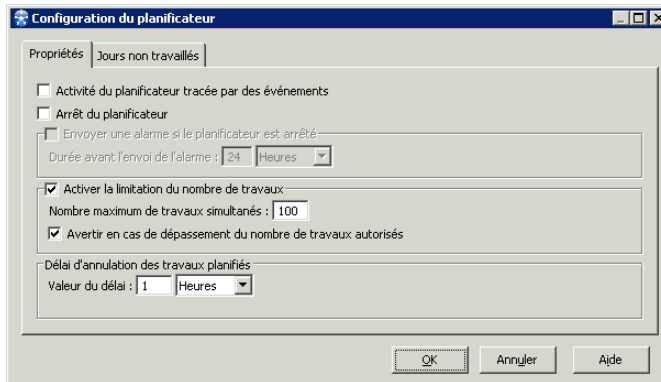 Configuration du planificateur
Propriétés
Jours non travaillés
Activité du planificateur tracée par des événements
Arrêt du planificateur
Envoyer une alarme si le planificateur est arrêté
Durée avant l'envoi de l'alarme : 24 Heures
Activer la limitation du nombre de travaux
Nombre maximum de travaux simultanés : 100
Avertir en cas de dépassement du nombre de travaux autorisés
Délai d'annulation des travaux planifiés
Valeur du délai : 1 Heures
OK Annuler Aide